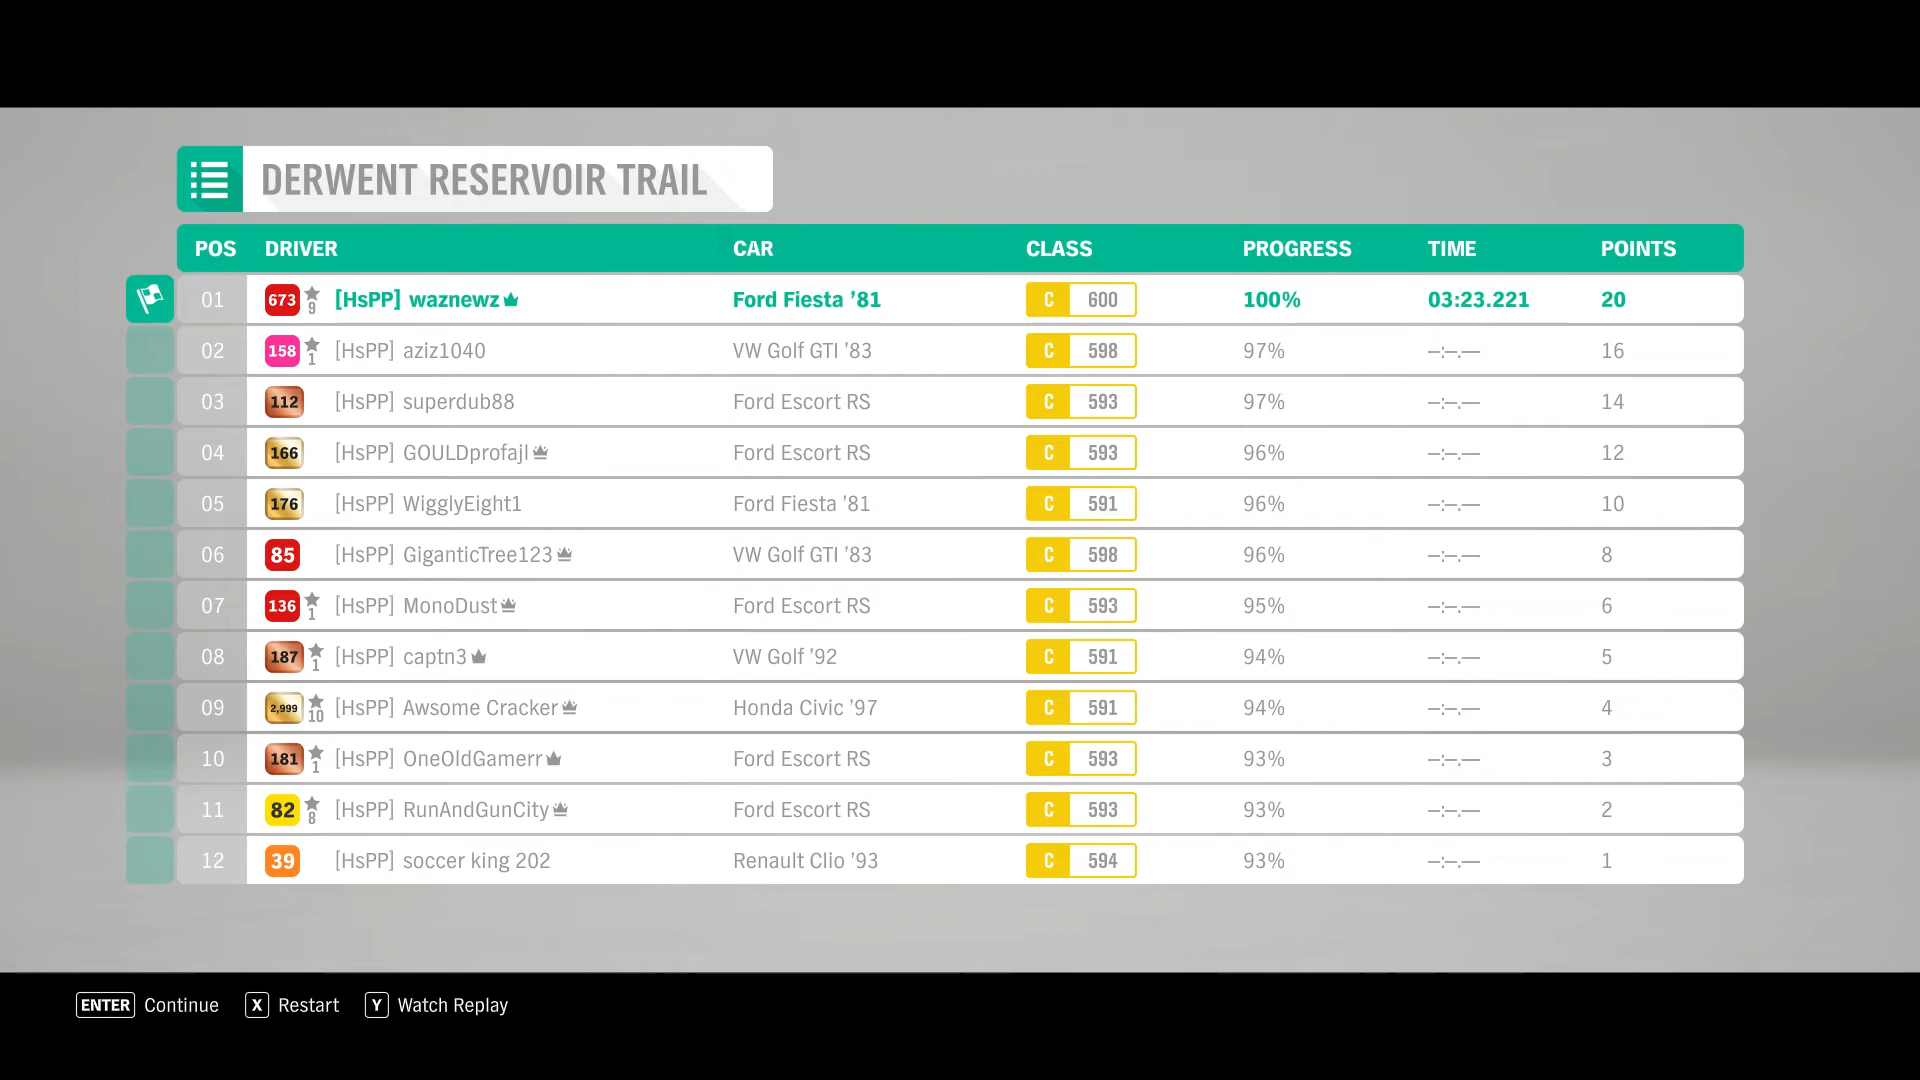 DERWENT RESERVOIR TRAIL
POS DRIVER CAR CLASS PROGRESS TIME POINTS
01 673 9 [HsPP] waznewz Ford Fiesta ’81 C 600 100% 03:23.221 20
02 158 1 [HsPP] aziz1040 VW Golf GTI ’83 C 598 97% –:–.–– 16
03 112 [HsPP] superdub88 Ford Escort RS C 593 97% –:–.–– 14
04 166 [HsPP] GOULDprofajl Ford Escort RS C 593 96% –:–.–– 12
05 176 [HsPP] WigglyEight1 Ford Fiesta ’81 C 591 96% –:–.–– 10
06 85 [HsPP] GiganticTree123 VW Golf GTI ’83 C 598 96% –:–.–– 8
07 136 1 [HsPP] MonoDust Ford Escort RS C 593 95% –:–.–– 6
08 187 1 [HsPP] captn3 VW Golf ’92 C 591 94% –:–.–– 5
09 2,999 10 [HsPP] Awsome Cracker Honda Civic ’97 C 591 94% –:–.–– 4
10 181 1 [HsPP] OneOldGamerr Ford Escort RS C 593 93% –:–.–– 3
11 82 8 [HsPP] RunAndGunCity Ford Escort RS C 593 93% –:–.–– 2
12 39 [HsPP] soccer king 202 Renault Clio ’93 C 594 93% –:–.–– 1
ENTER Continue X Restart Y Watch Replay